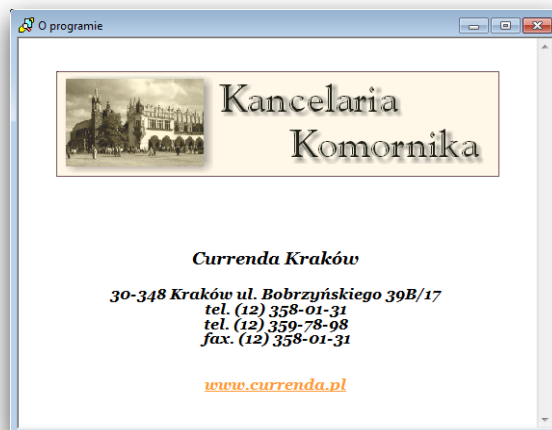 O programie
Kancelaria
Komornika
Currenda Kraków
30-348 Kraków ul. Bobrzyńskiego 39B/17
tel. (12) 358-01-31
tel. (12) 359-78-98
fax. (12) 358-01-31
www.currenda.pl